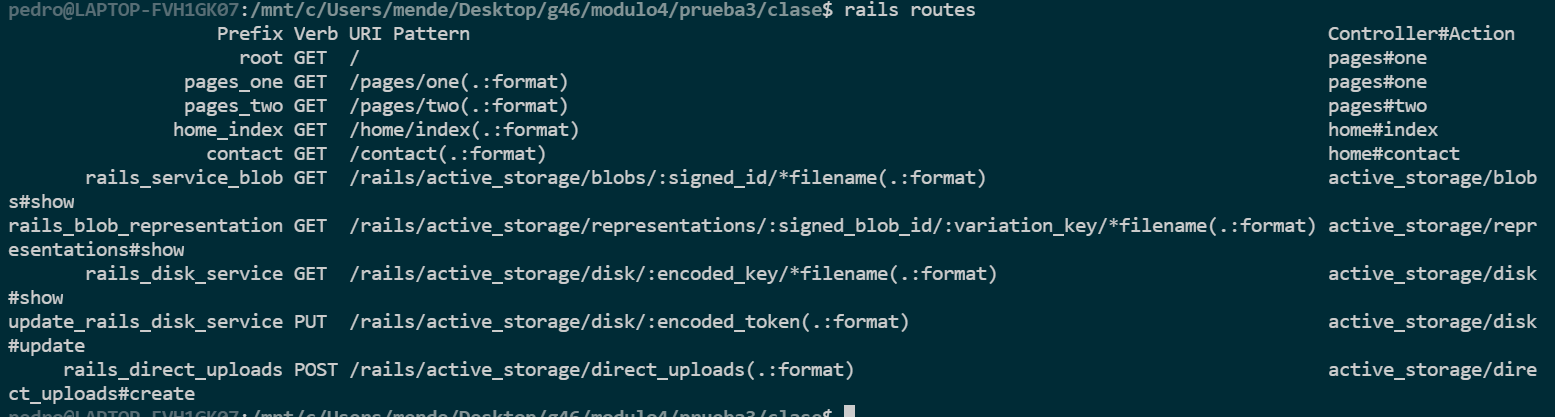 pedro@LAPTOP-FVH1GK07:/mnt/c/Users/mende/Desktop/g46/modulo4/prueba3/clase$ rails routes
Prefix Verb URI Pattern Controller#Action
root GET / pages#one
pages_one GET /pages/one(.:format) pages#one
pages_two GET /pages/two(.:format) pages#two
home_index GET /home/index(.:format) home#index
contact GET /contact(.:format) home#contact
rails_service_blob GET /rails/active_storage/blobs/:signed_id/*filename(.:format) active_storage/blob
s#show
rails_blob_representation GET /rails/active_storage/representations/:signed_blob_id/:variation_key/*filename(.:format) active_storage/repr
esentations#show
rails_disk_service GET /rails/active_storage/disk/:encoded_key/*filename(.:format) active_storage/disk
#show
update_rails_disk_service PUT /rails/active_storage/disk/:encoded_token(.:format) active_storage/disk
#update
rails_direct_uploads POST /rails/active_storage/direct_uploads(.:format) active_storage/dire
ct_uploads#create
pedro@LAPTOP-FVH1GK07:/mnt/c/Users/mende/Desktop/g46/modulo4/prueba3/clase$